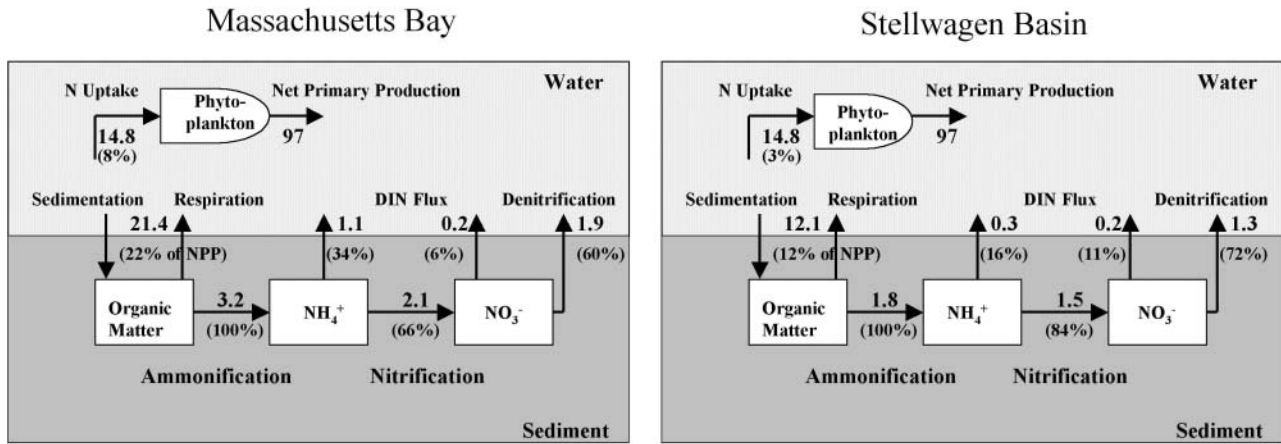 Massachusetts Bay
Water
N Uptake
Phyto-
plankton
Net Primary Production
14.8
(8%)
97
Sedimentation
Respiration
DIN Flux
Denitrification
21.4
1.1
0.2
1.9
(22% of NPP)
(34%)
(6%)
(60%)
Organic
Matter
3.2
(100%)
NH₄⁺
2.1
(66%)
NO₃⁻
Ammonification
Nitrification
Sediment
Stellwagen Basin
Water
N Uptake
Phyto-
plankton
Net Primary Production
14.8
(3%)
97
Sedimentation
Respiration
DIN Flux
Denitrification
12.1
0.3
0.2
1.3
(12% of NPP)
(16%)
(11%)
(72%)
Organic
Matter
1.8
(100%)
NH₄⁺
1.5
(84%)
NO₃⁻
Ammonification
Nitrification
Sediment